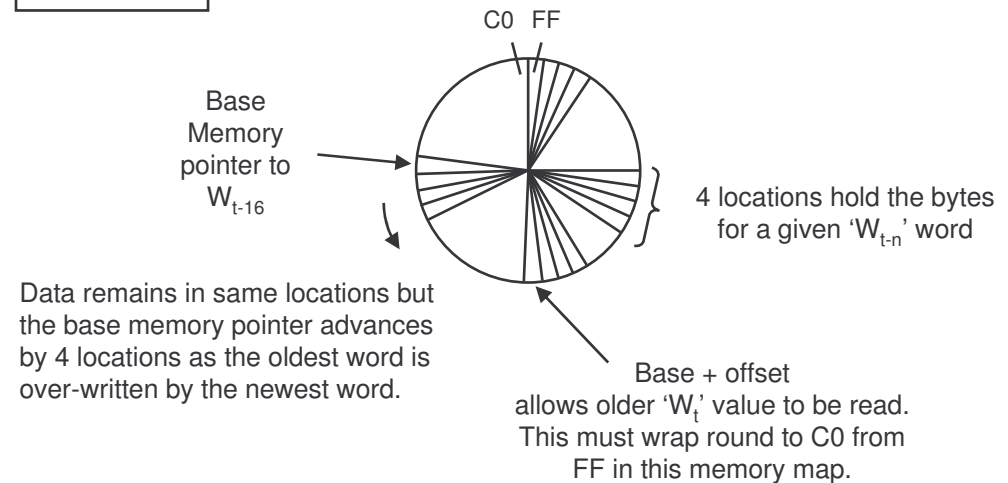 C0 FF
Base
Memory
pointer to
Wt-16
4 locations hold the bytes
for a given ‘Wt-n’ word
Data remains in same locations but
the base memory pointer advances
by 4 locations as the oldest word is
over-written by the newest word.
Base + offset
allows older ‘Wt’ value to be read.
This must wrap round to C0 from
FF in this memory map.